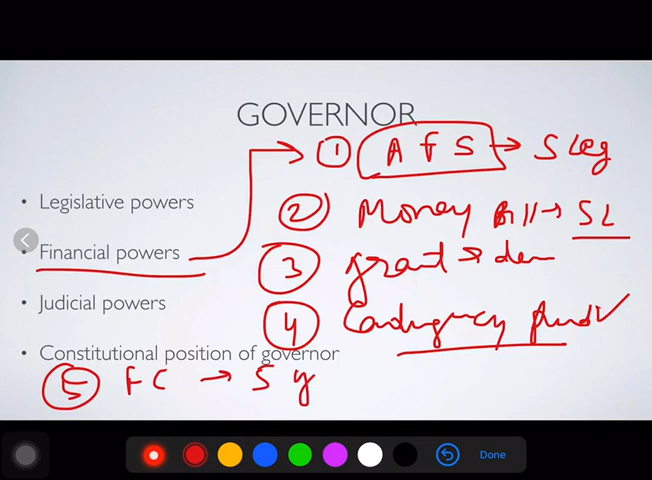 GOVERNOR
① A F S → S Leg
• Legislative powers
② Money Bill → SL
• Financial powers
③ grant → dem
• Judicial powers
④ Contingency fund ✓
• Constitutional position of governor
⑤ FC → 5 y
Done